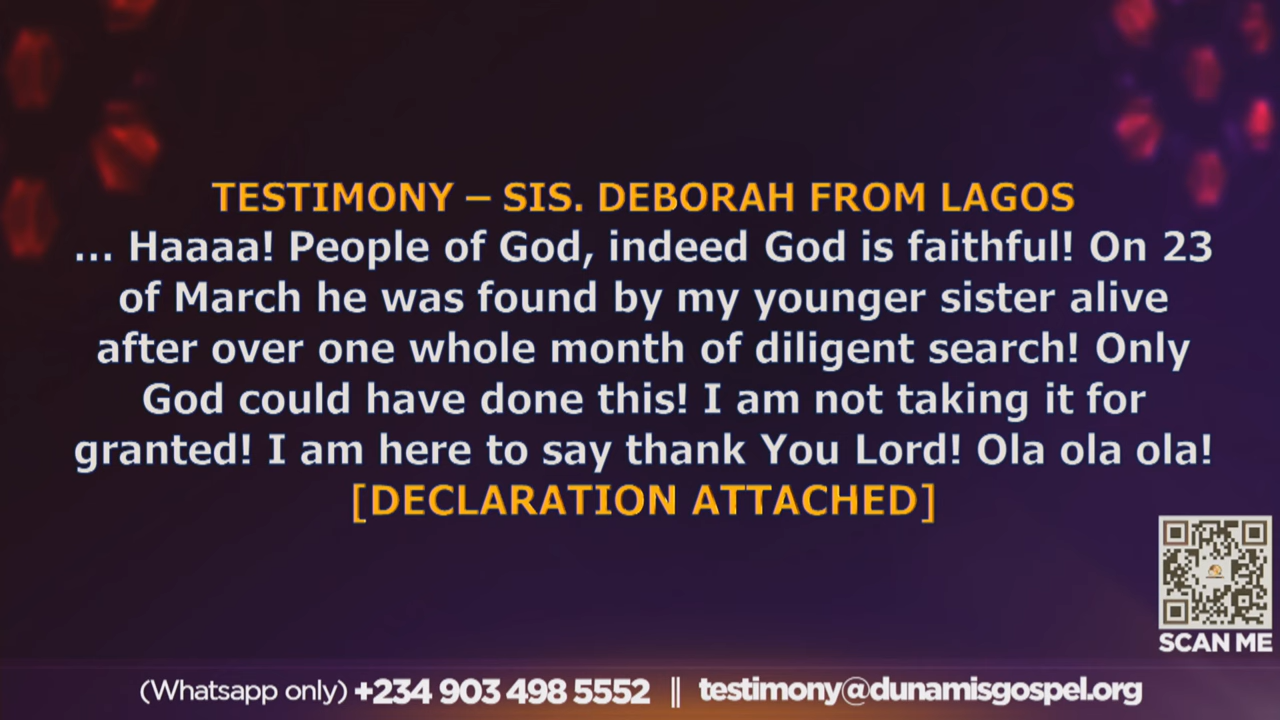 TESTIMONY – SIS. DEBORAH FROM LAGOS
... Haaaa! People of God, indeed God is faithful! On 23
of March he was found by my younger sister alive
after over one whole month of diligent search! Only
God could have done this! I am not taking it for
granted! I am here to say thank You Lord! Ola ola ola!
[DECLARATION ATTACHED]
SCAN ME
(Whatsapp only) +234 903 498 5552 || testimony@dunamisgospel.org